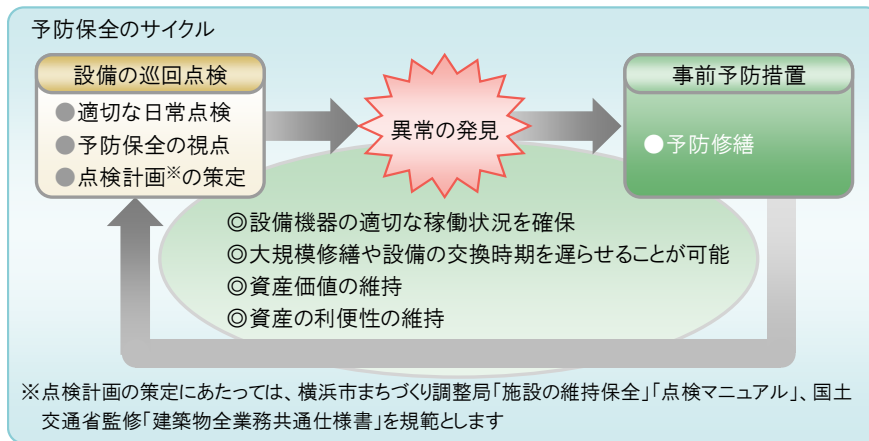 予防保全のサイクル
設備の巡回点検
●適切な日常点検
●予防保全の視点
●点検計画※の策定
異常の発見
事前予防措置
●予防修繕
◎設備機器の適切な稼働状況を確保
◎大規模修繕や設備の交換時期を遅らせることが可能
◎資産価値の維持
◎資産の利便性の維持
※点検計画の策定にあたっては、横浜市まちづくり調整局「施設の維持保全」「点検マニュアル」、国土
交通省監修「建築物全業務共通仕様書」を規範とします